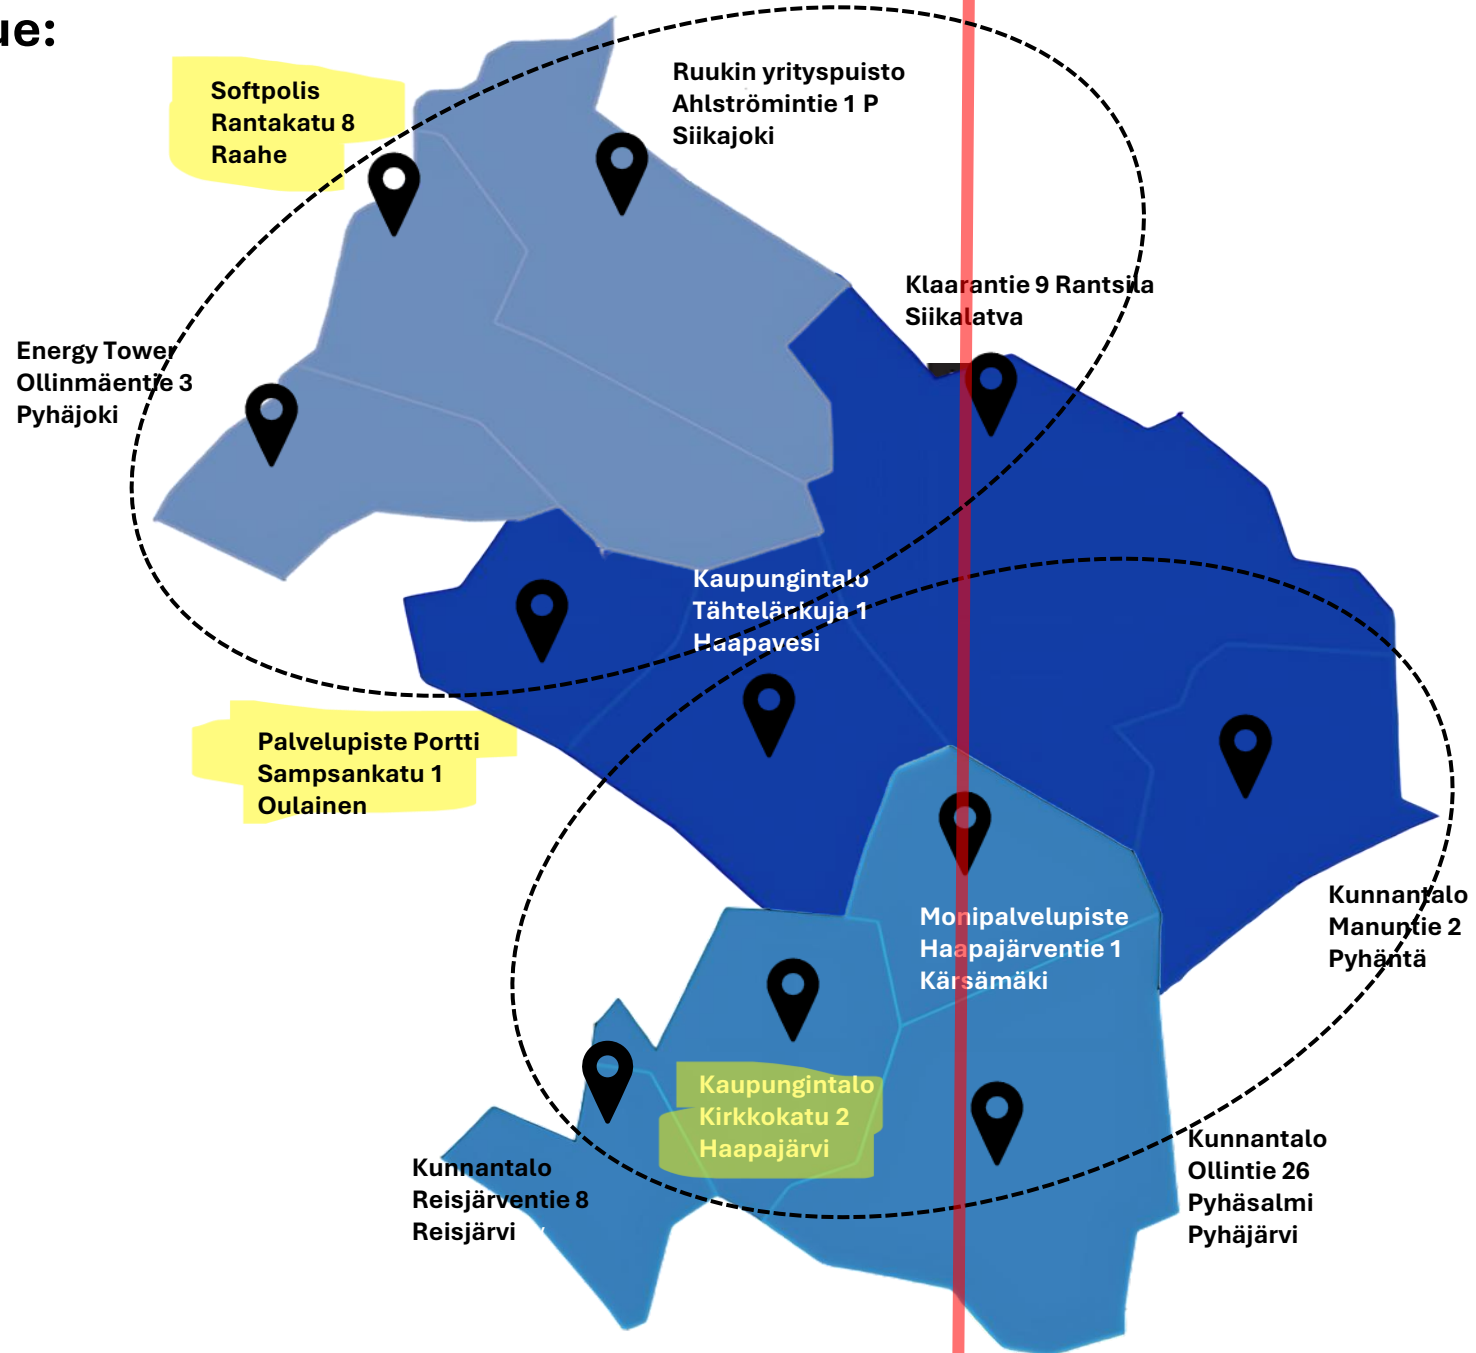 ue:
Softpolis
Rantakatu 8
Raahe
Ruukin yrityspuisto
Ahlströmintie 1 P
Siikajoki
Klaarantie 9 Rantsila
Siikalatva
Energy Tower
Ollinmäentie 3
Pyhäjoki
Kaupungintalo
Tähtelänkuja 1
Haapavesi
Palvelupiste Portti
Sampsankatu 1
Oulainen
Kunnantalo
Manuntie 2
Pyhäntä
Monipalvelupiste
Haapajärventie 1
Kärsämäki
Kaupungintalo
Kirkkokatu 2
Haapajärvi
Kunnantalo
Reisjärventie 8
Reisjärvi
Kunnantalo
Ollintie 26
Pyhäsalmi
Pyhäjärvi